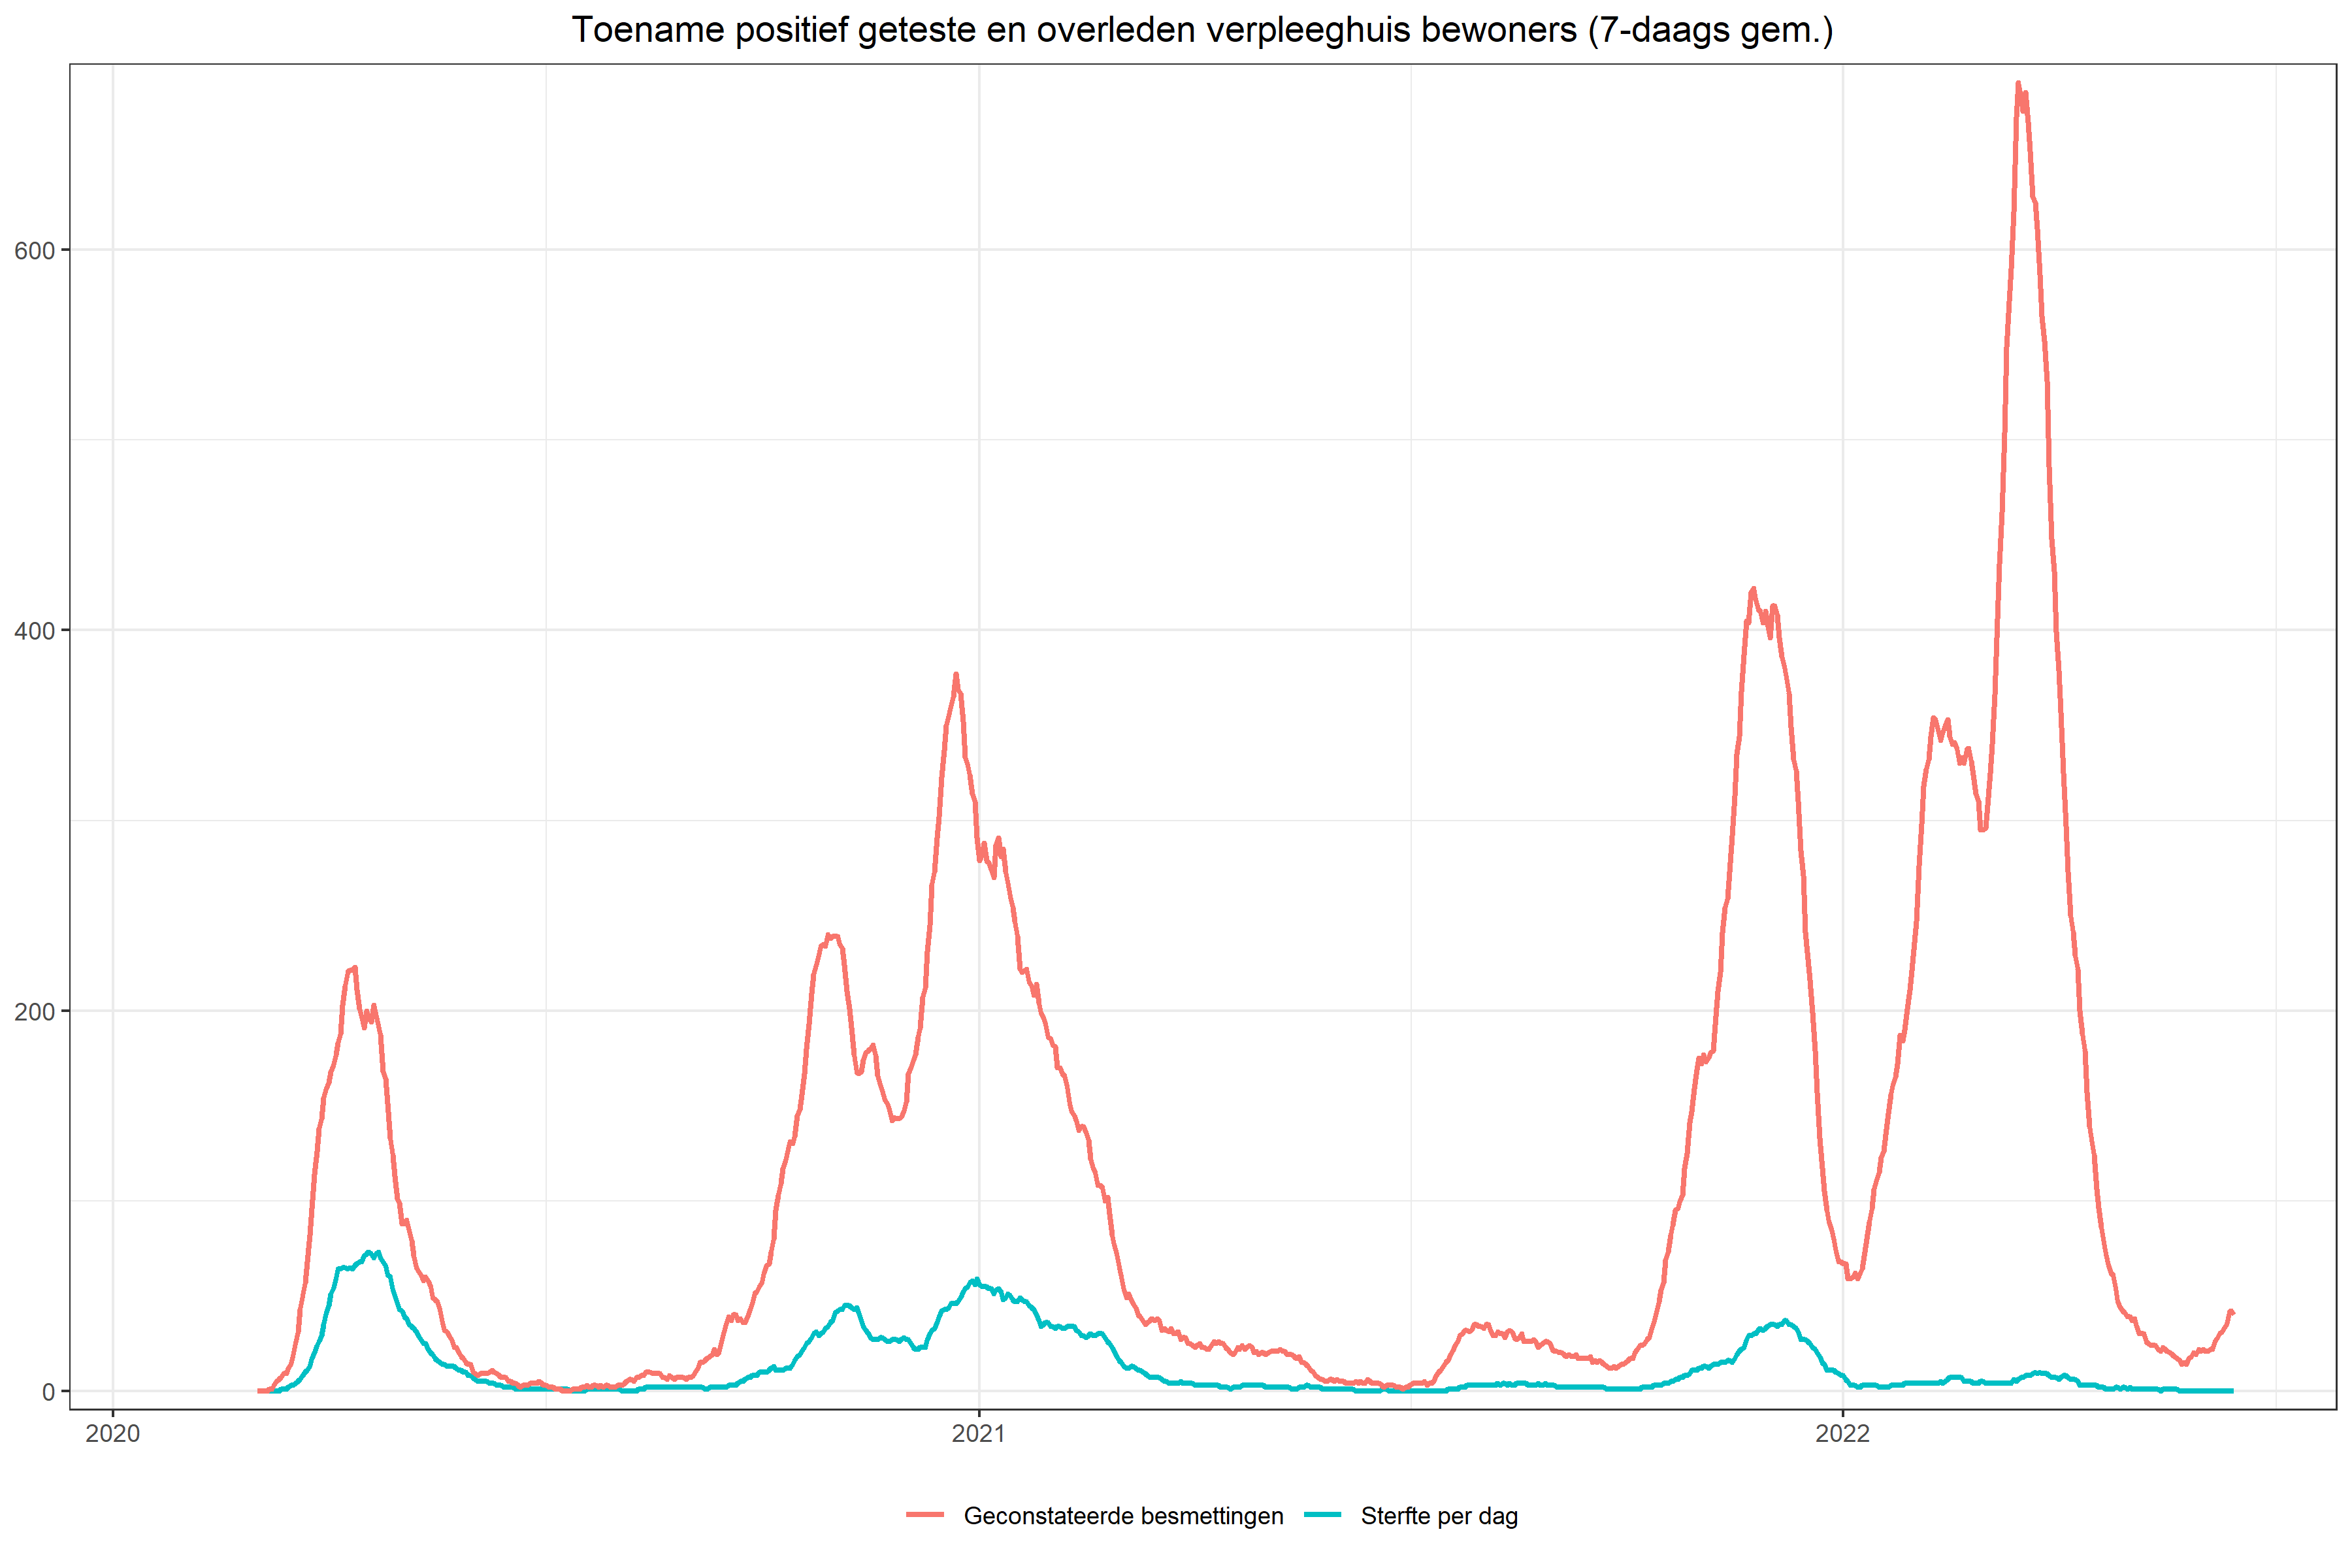 Toename positief geteste en overleden verpleeghuis bewoners (7-daags gem.)
600
400
200
0
2020 2021 2022
Geconstateerde besmettingen Sterfte per dag